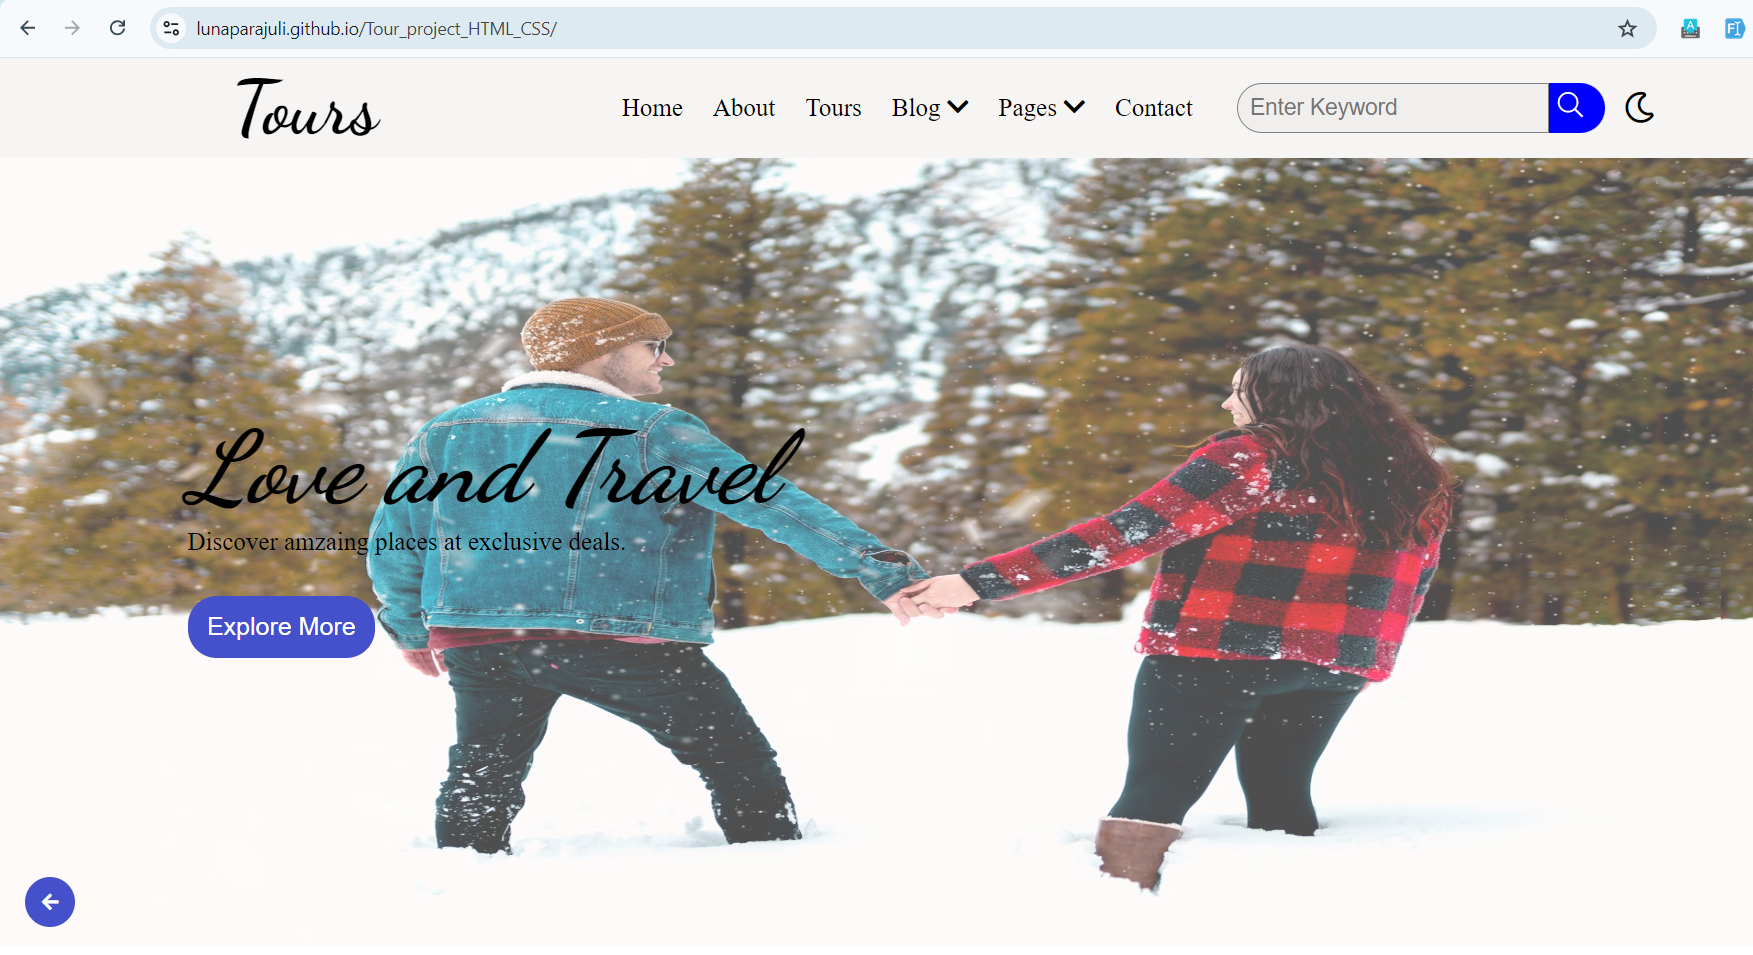 lunaparajuli.github.io/Tour_project_HTML_CSS/
Tours
Home About Tours Blog Pages Contact
Enter Keyword
Love and Travel
Discover amzaing places at exclusive deals.
Explore More